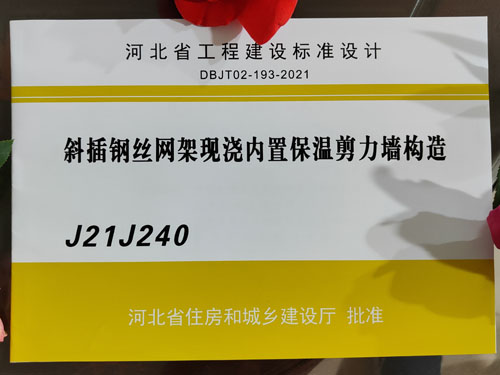 河北省工程建设标准设计
DBJT02-193-2021
斜插钢丝网架现浇内置保温剪力墙构造
J21J240
河北省住房和城乡建设厅 批准